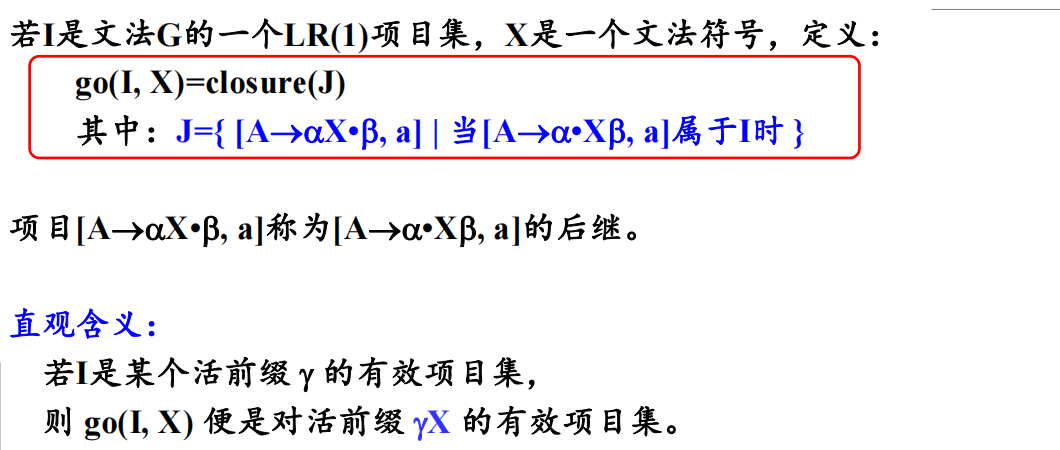 若I是文法G的一个LR(1)项目集，X是一个文法符号，定义：
go(I, X)=closure(J)
其中：J={ [A→αX•β, a] | 当[A→α•Xβ, a]属于I时 }
项目[A→αX•β, a]称为[A→α•Xβ, a]的后继。
直观含义：
若I是某个活前缀 γ 的有效项目集，
则 go(I, X) 便是对活前缀 γX 的有效项目集。